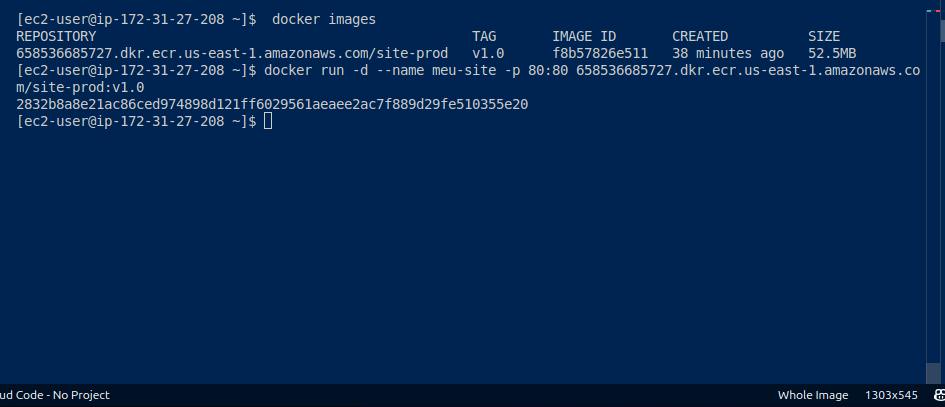 [ec2-user@ip-172-31-27-208 ~]$  docker images
REPOSITORY                                               TAG       IMAGE ID       CREATED          SIZE
658536685727.dkr.ecr.us-east-1.amazonaws.com/site-prod   v1.0      f8b57826e511   38 minutes ago   52.5MB
[ec2-user@ip-172-31-27-208 ~]$ docker run -d --name meu-site -p 80:80 658536685727.dkr.ecr.us-east-1.amazonaws.co
m/site-prod:v1.0
2832b8a8e21ac86ced974898d121ff6029561aeaee2ac7f889d29fe510355e20
[ec2-user@ip-172-31-27-208 ~]$
ud Code - No Project
Whole Image
1303x545